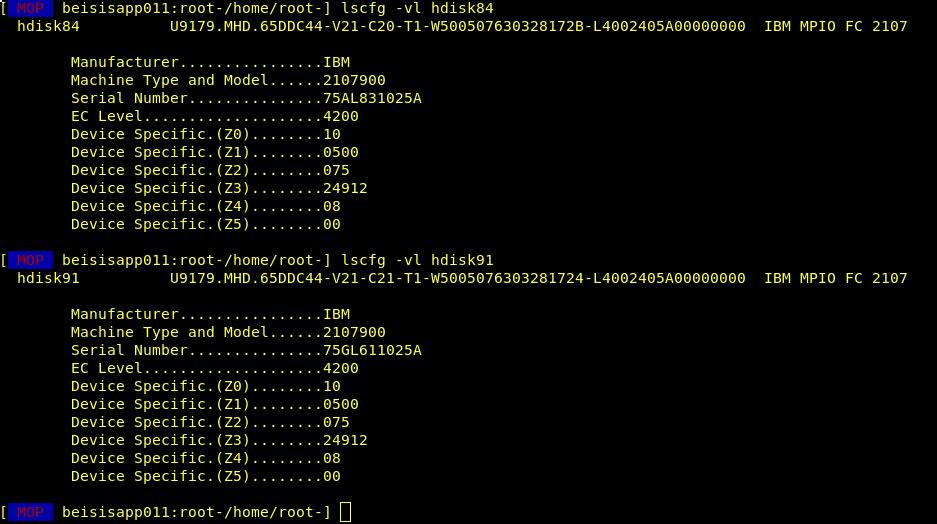 [ MOP  beisisapp011:root-/home/root-] lscfg -vl hdisk84
  hdisk84          U9179.MHD.65DDC44-V21-C20-T1-W500507630328172B-L4002405A00000000  IBM MPIO FC 2107

        Manufacturer................IBM
        Machine Type and Model......2107900
        Serial Number...............75AL831025A
        EC Level....................4200
        Device Specific.(Z0)........10
        Device Specific.(Z1)........0500
        Device Specific.(Z2)........075
        Device Specific.(Z3)........24912
        Device Specific.(Z4)........08
        Device Specific.(Z5)........00

[ MOP  beisisapp011:root-/home/root-] lscfg -vl hdisk91
  hdisk91          U9179.MHD.65DDC44-V21-C21-T1-W5005076303281724-L4002405A00000000  IBM MPIO FC 2107

        Manufacturer................IBM
        Machine Type and Model......2107900
        Serial Number...............75GL611025A
        EC Level....................4200
        Device Specific.(Z0)........10
        Device Specific.(Z1)........0500
        Device Specific.(Z2)........075
        Device Specific.(Z3)........24912
        Device Specific.(Z4)........08
        Device Specific.(Z5)........00

[ MOP  beisisapp011:root-/home/root-]